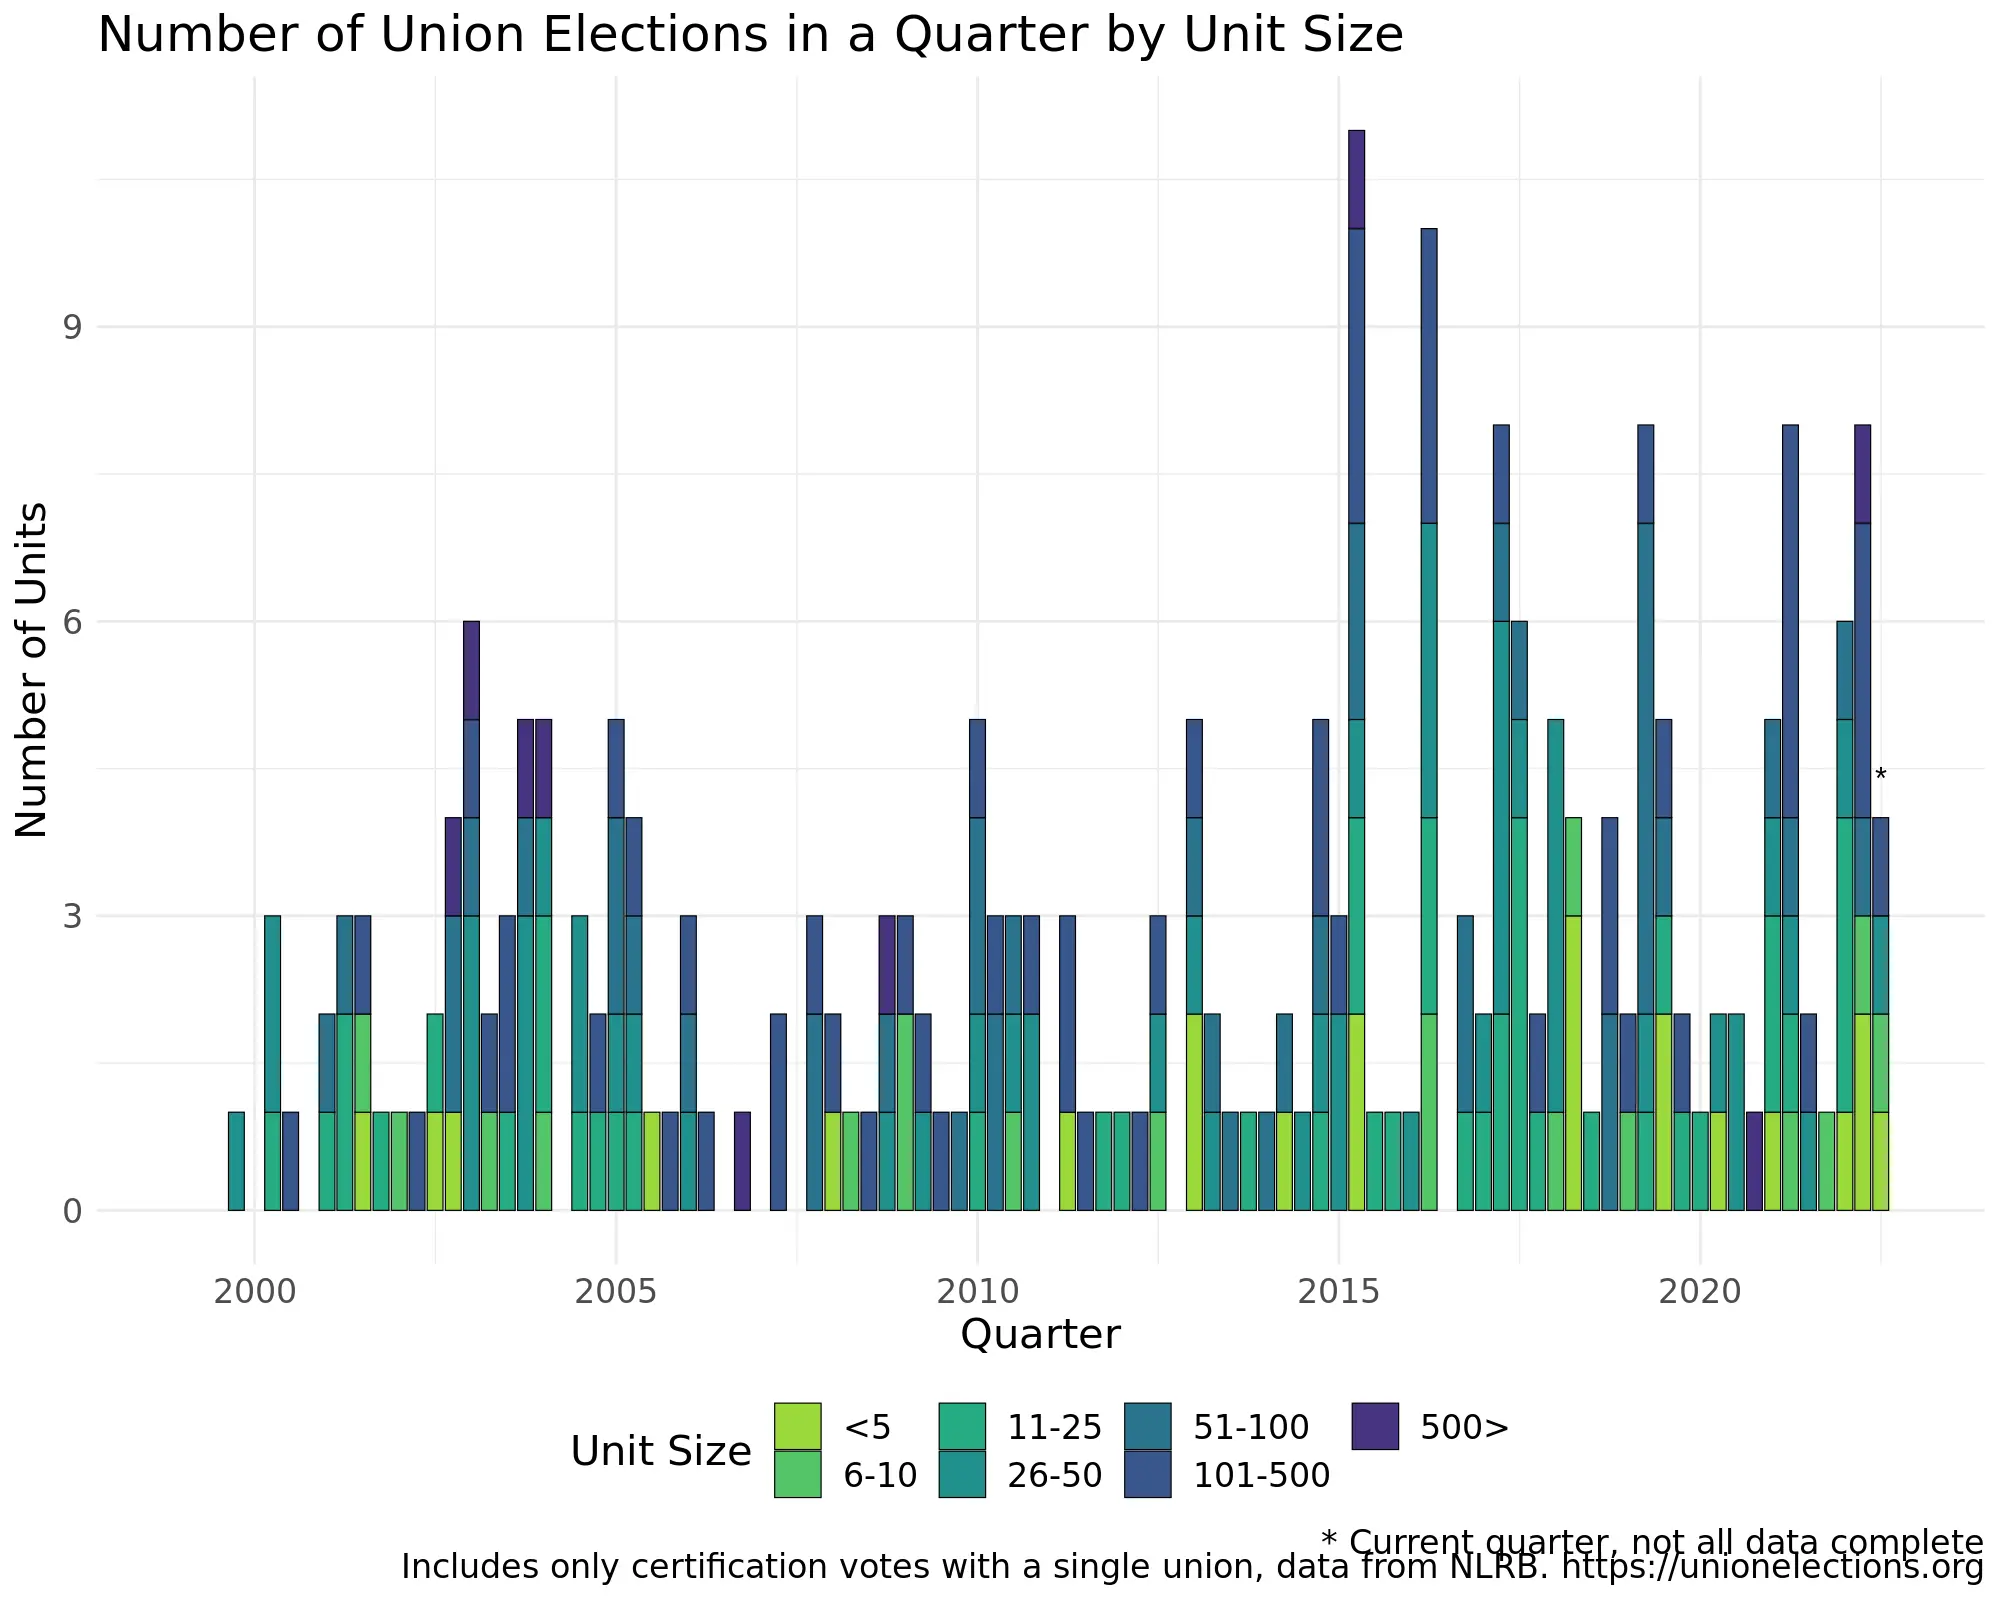 Number of Union Elections in a Quarter by Unit Size
Number of Units
9
6
3
0
*
2000 2005 2010 2015 2020
Quarter
Unit Size
<5 11-25 51-100 500>
6-10 26-50 101-500
* Current quarter, not all data complete
Includes only certification votes with a single union, data from NLRB. https://unionelections.org